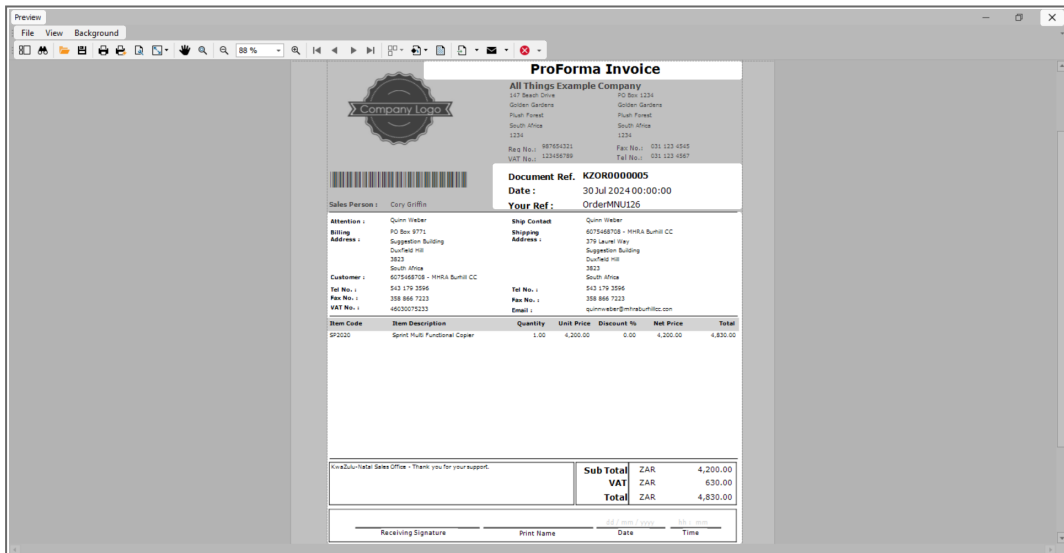 Preview
File View Background
88 %
ProForma Invoice
Company Logo
All Things Example Company
147 Beach Drive PO Box 1234
Golden Gardens Golden Gardens
Plush Forest Plush Forest
South Africa South Africa
1234 1234
Reg No.: 987654321 Fax No.: 031 123 4545
VAT No.: 123456789 Tel No.: 031 123 4567
Document Ref. KZOR0000005
Date : 30 Jul 2024 00:00:00
Sales Person : Cory Griffin Your Ref : OrderMNU126
Attention : Quinn Weber Ship Contact Quinn Weber
Billing Address : PO Box 9771 Shipping Address : 6075468708 - MHRA Burhill CC
Suggestion Building 379 Laurel Way
Duxfield Hill Suggestion Building
3823 Duxfield Hill
South Africa 3823
Customer : 6075468708 - MHRA Burhill CC South Africa
Tel No. : 543 179 3596 Tel No. : 543 179 3596
Fax No. : 358 866 7223 Fax No. : 358 866 7223
VAT No. : 46030075233 Email : quinnweber@mhraburhillcc.con
Item Code Item Description Quantity Unit Price Discount % Net Price Total
SP2020 Sprint Multi Functional Copier 1.00 4,200.00 0.00 4,200.00 4,830.00
KwaZulu-Natal Sales Office - Thank you for your support.
Sub Total ZAR 4,200.00
VAT ZAR 630.00
Total ZAR 4,830.00
dd / mm / yyyy hh : mm
Receiving Signature Print Name Date Time